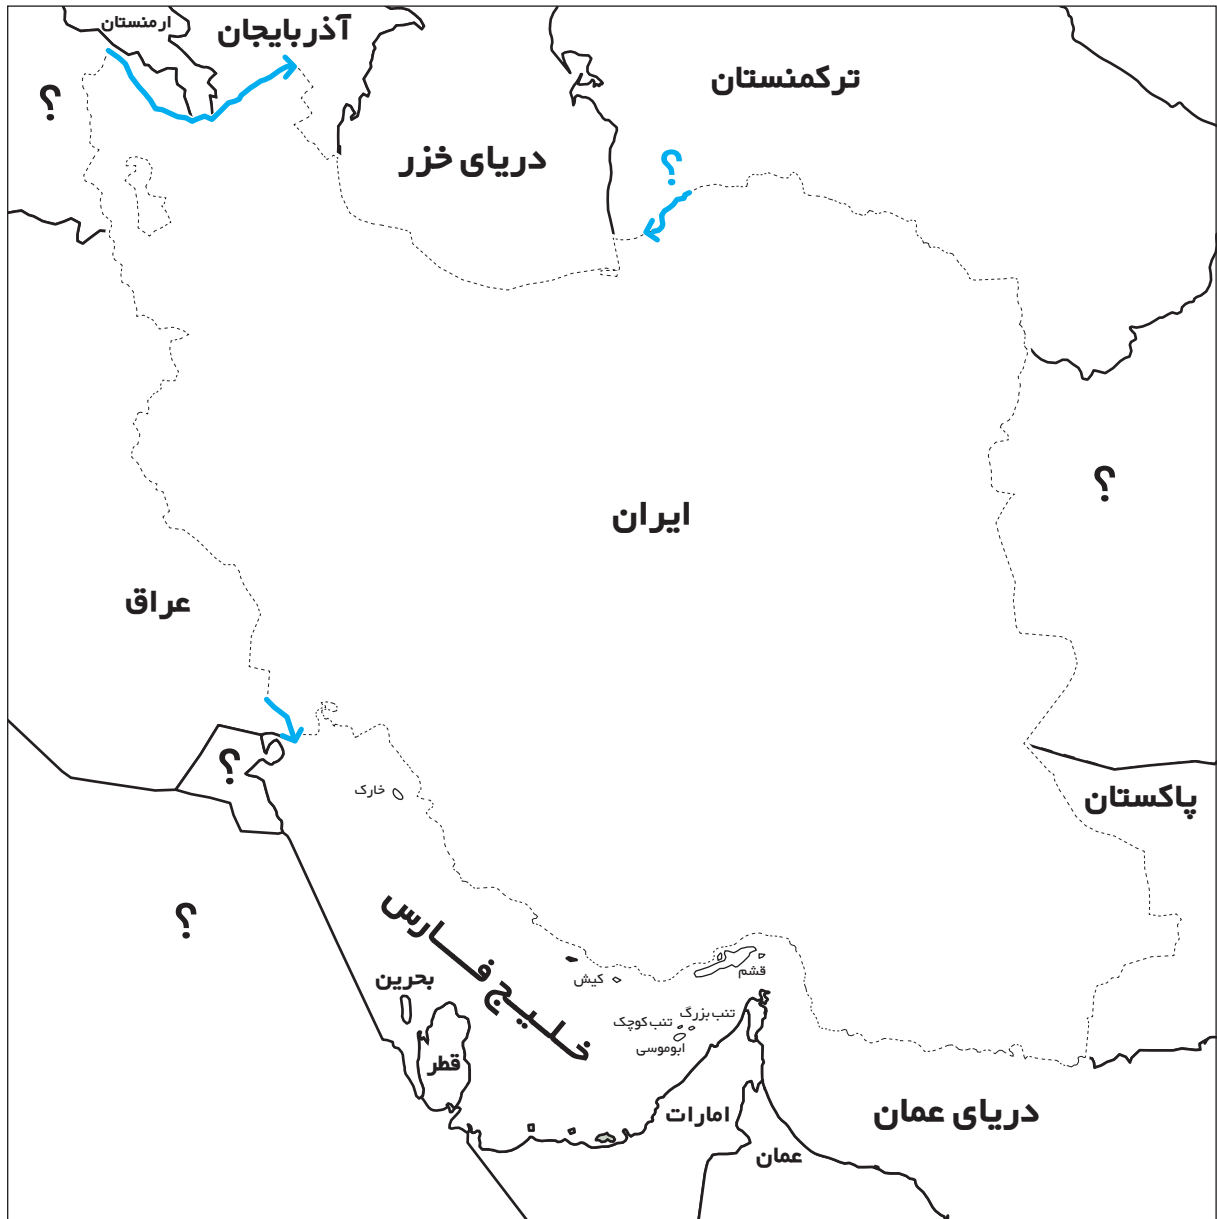 ارمنستان
آذربایجان
ترکمنستان
؟
دریای خزر
؟
؟
ایران
عراق
؟
خارک
پاکستان
؟
خلیج فارس
بحرین
کیش
قشم
تنب بزرگ
تنب کوچک
ابوموسی
قطر
امارات
دریای عمان
عمان